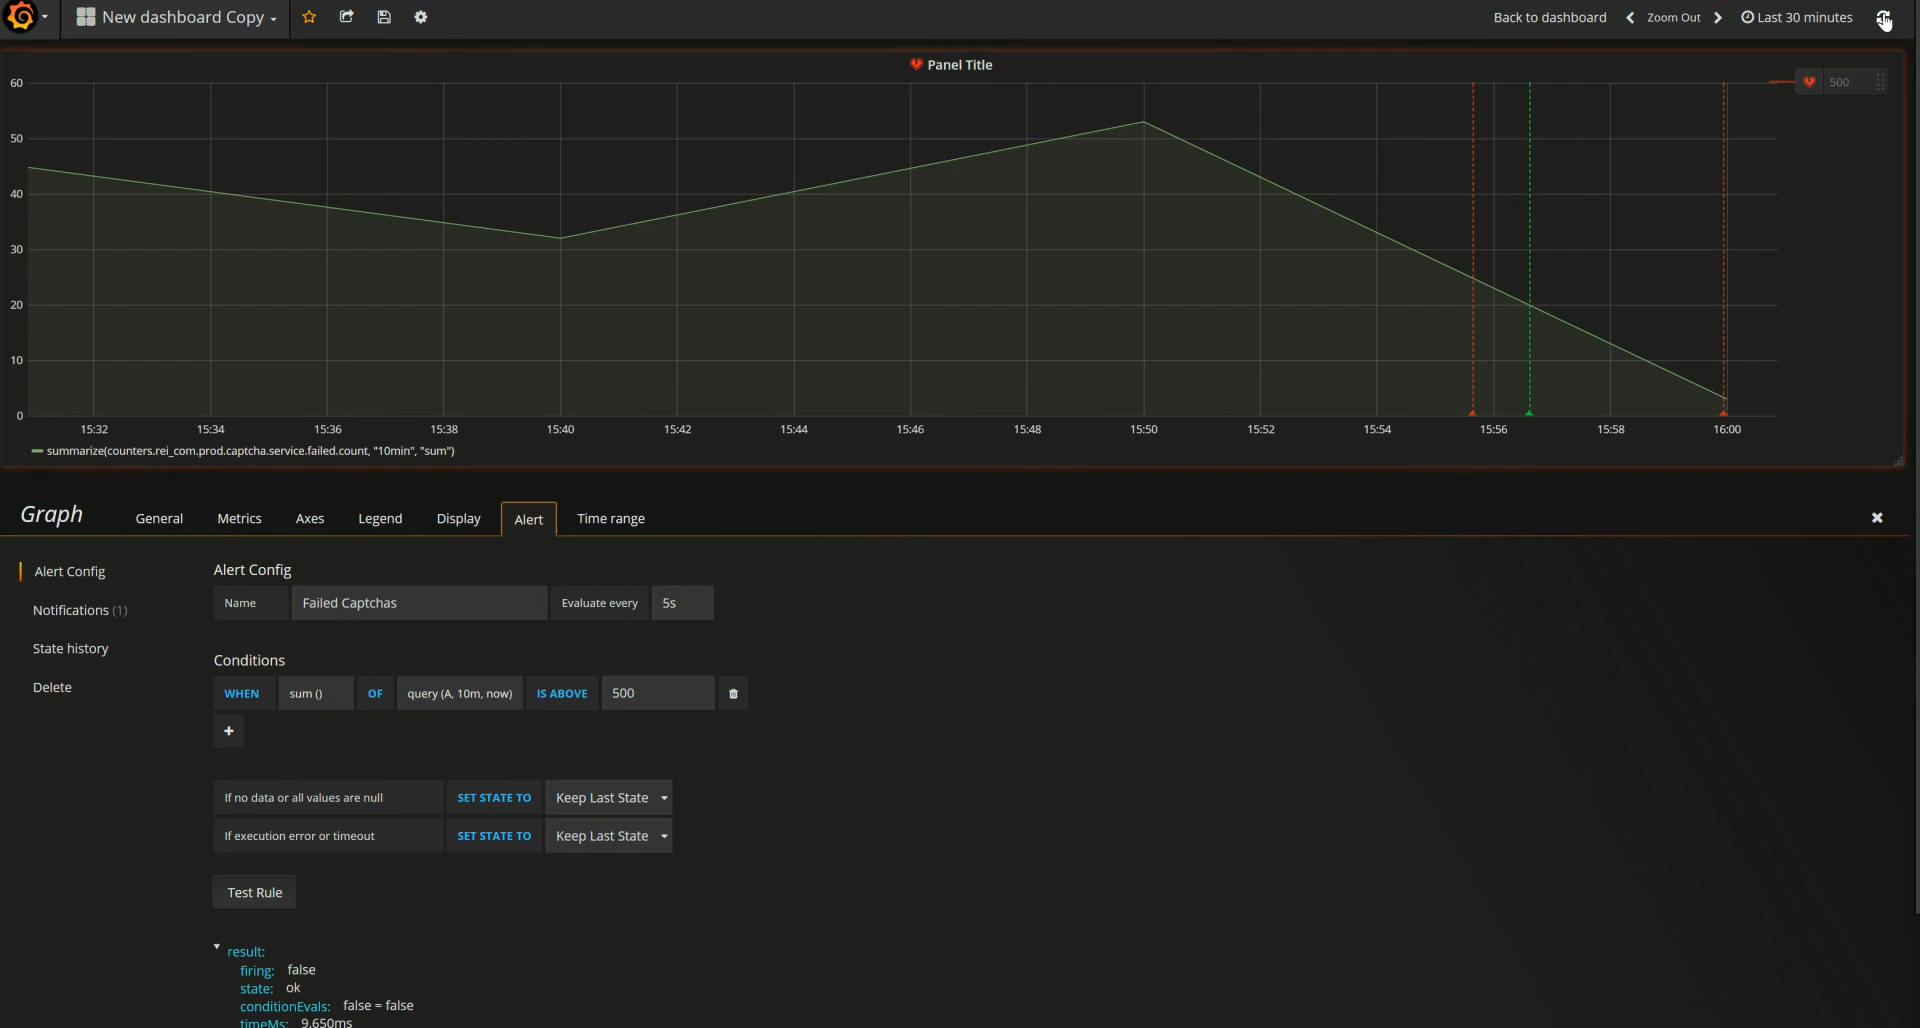 New dashboard Copy
Back to dashboard Zoom Out Last 30 minutes
Panel Title
500
60
50
40
30
20
10
0
15:32 15:34 15:36 15:38 15:40 15:42 15:44 15:46 15:48 15:50 15:52 15:54 15:56 15:58 16:00
summarize(counters.rei_com.prod.captcha.service.failed.count, "10min", "sum")
Graph General Metrics Axes Legend Display Alert Time range
Alert Config
Notifications (1)
State history
Delete
Alert Config
Name Failed Captchas Evaluate every 5s
Conditions
WHEN sum () OF query (A, 10m, now) IS ABOVE 500
If no data or all values are null SET STATE TO Keep Last State
If execution error or timeout SET STATE TO Keep Last State
Test Rule
result:
firing: false
state: ok
conditionEvals: false = false
timeMs: 9.650ms